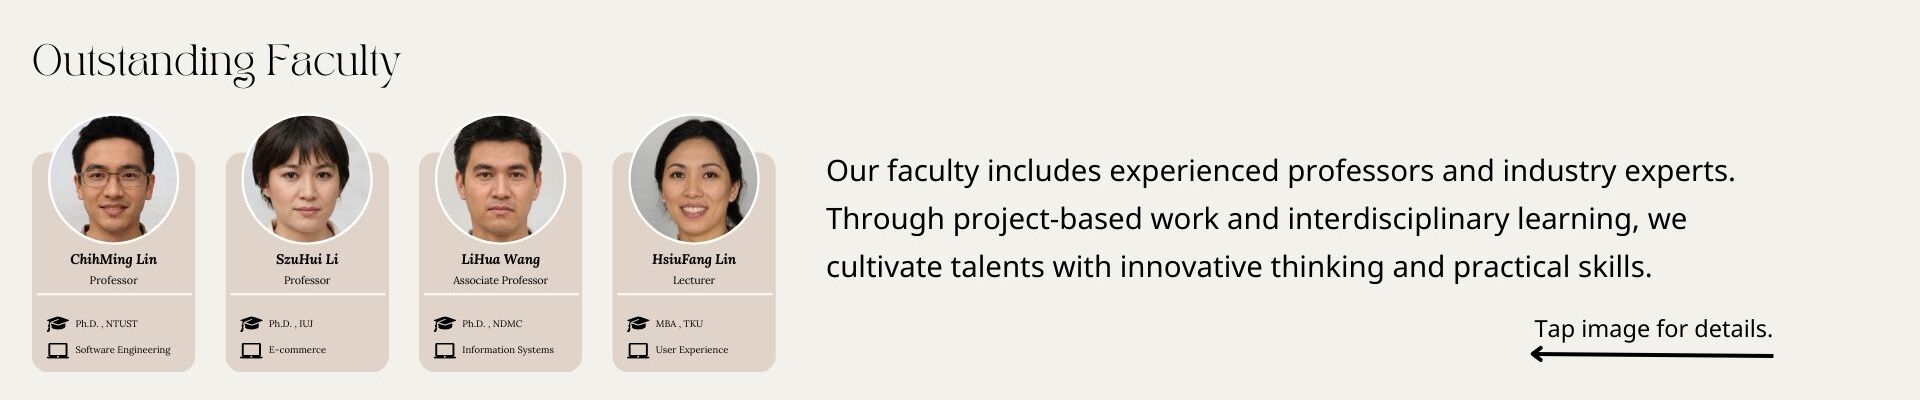 Outstanding Faculty
ChihMing Lin
Professor
Ph.D. , NTUST
Software Engineering
SzuHui Li
Professor
Ph.D. , IUJ
E-commerce
LiHua Wang
Associate Professor
Ph.D. , NDMC
Information Systems
HsiuFang Lin
Lecturer
MBA , TKU
User Experience
Our faculty includes experienced professors and industry experts.
Through project-based work and interdisciplinary learning, we
cultivate talents with innovative thinking and practical skills.
Tap image for details.